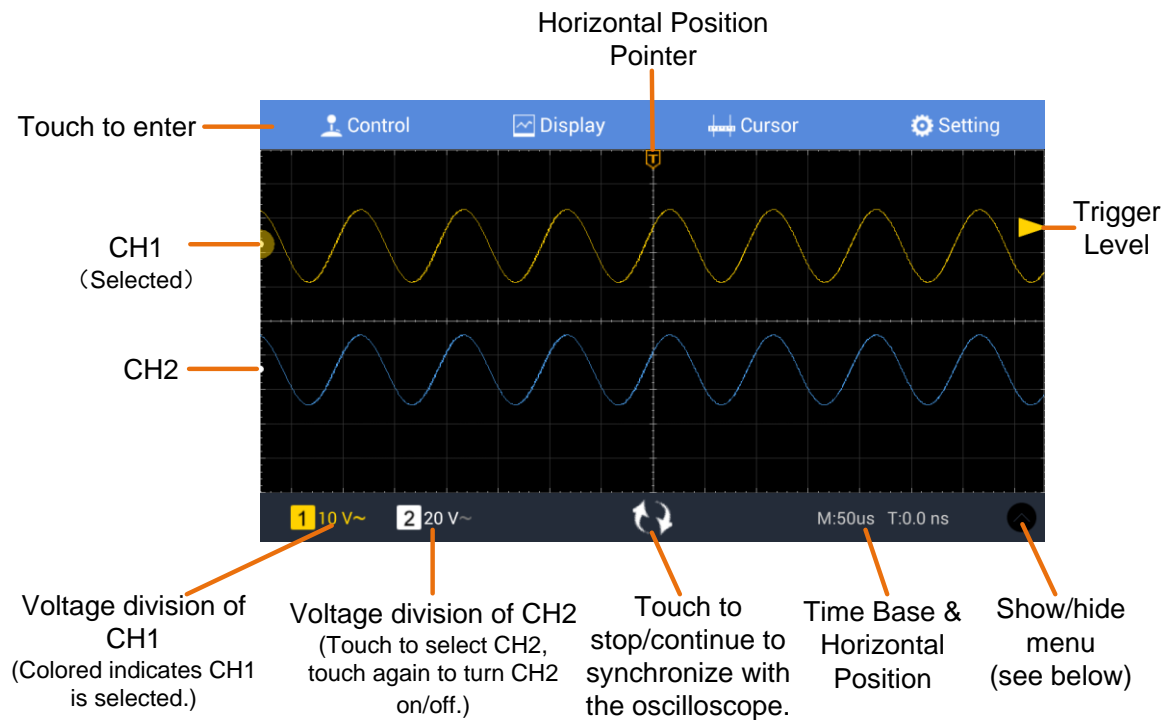 Horizontal Position
Pointer
Touch to enter
Control
Display
Cursor
Setting
T
CH1
（Selected）
Trigger
Level
CH2
1 10 V~
2 20 V~
M:50us T:0.0 ns
Voltage division of
CH1
(Colored indicates CH1
is selected.)
Voltage division of CH2
(Touch to select CH2,
touch again to turn CH2
on/off.)
Touch to
stop/continue to
synchronize with
the oscilloscope.
Time Base &
Horizontal
Position
Show/hide
menu
(see below)